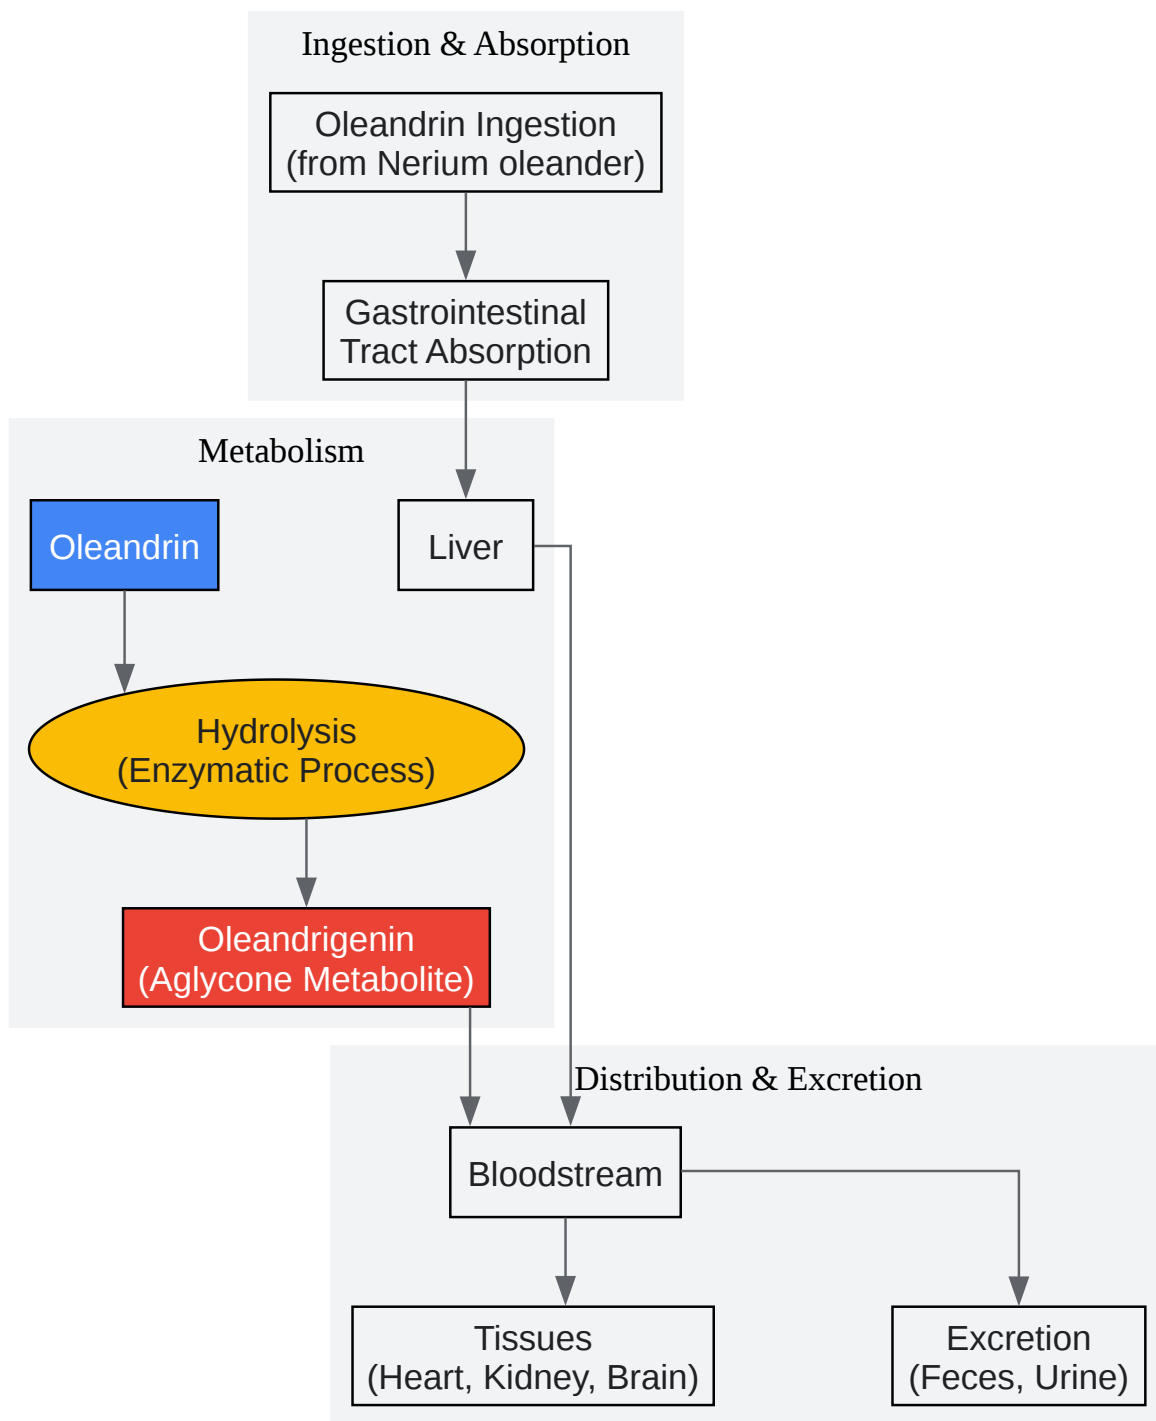 Ingestion & Absorption
Oleandrin Ingestion
(from Nerium oleander)
Gastrointestinal
Tract Absorption
Metabolism
Oleandrin
Liver
Hydrolysis
(Enzymatic Process)
Oleandrigenin
(Aglycone Metabolite)
Distribution & Excretion
Bloodstream
Tissues
(Heart, Kidney, Brain)
Excretion
(Feces, Urine)